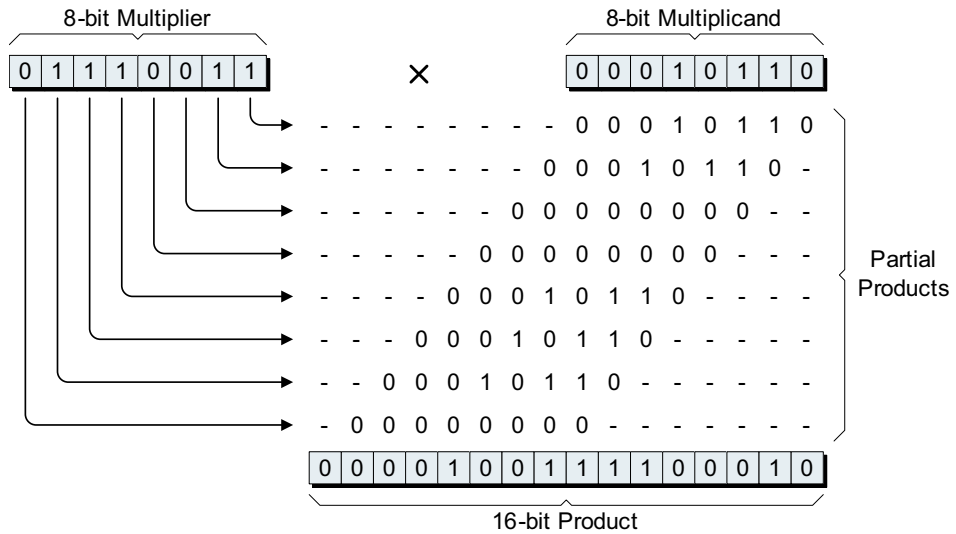 8-bit Multiplier 8-bit Multiplicand
0 1 1 1 0 0 1 1 × 0 0 0 1 0 1 1 0
- - - - - - - - 0 0 0 1 0 1 1 0
- - - - - - - 0 0 0 1 0 1 1 0 -
- - - - - - 0 0 0 0 0 0 0 0 - -
- - - - - 0 0 0 0 0 0 0 0 - - -
- - - - 0 0 0 1 0 1 1 0 - - - -
- - - 0 0 0 1 0 1 1 0 - - - - -
- - 0 0 0 1 0 1 1 0 - - - - - -
- 0 0 0 0 0 0 0 0 - - - - - - -
Partial
Products
0 0 0 0 1 0 0 1 1 1 1 0 0 0 1 0
16-bit Product